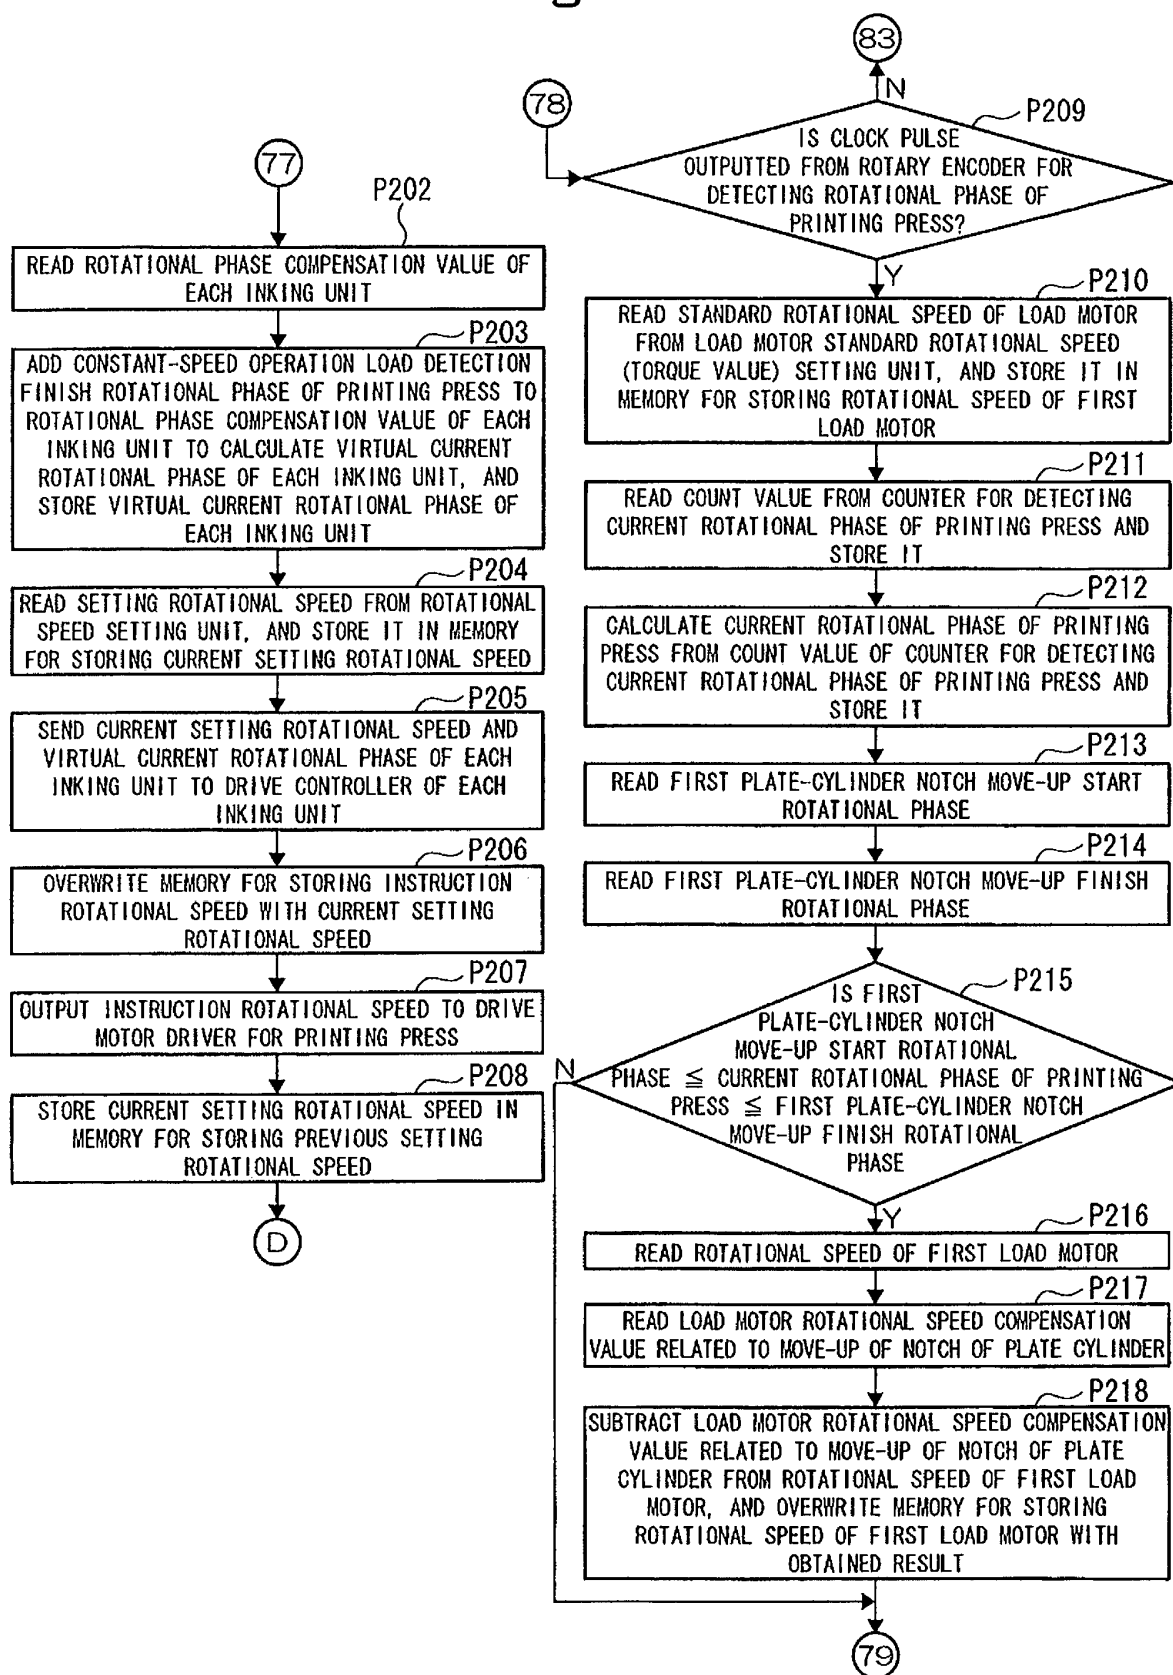 77
P202
READ ROTATIONAL PHASE COMPENSATION VALUE OF
EACH INKING UNIT
P203
ADD CONSTANT-SPEED OPERATION LOAD DETECTION
FINISH ROTATIONAL PHASE OF PRINTING PRESS TO
ROTATIONAL PHASE COMPENSATION VALUE OF EACH
INKING UNIT TO CALCULATE VIRTUAL CURRENT
ROTATIONAL PHASE OF EACH INKING UNIT, AND
STORE VIRTUAL CURRENT ROTATIONAL PHASE OF
EACH INKING UNIT
P204
READ SETTING ROTATIONAL SPEED FROM ROTATIONAL
SPEED SETTING UNIT, AND STORE IT IN MEMORY
FOR STORING CURRENT SETTING ROTATIONAL SPEED
P205
SEND CURRENT SETTING ROTATIONAL SPEED AND
VIRTUAL CURRENT ROTATIONAL PHASE OF EACH
INKING UNIT TO DRIVE CONTROLLER OF EACH
INKING UNIT
P206
OVERWRITE MEMORY FOR STORING INSTRUCTION
ROTATIONAL SPEED WITH CURRENT SETTING
ROTATIONAL SPEED
P207
OUTPUT INSTRUCTION ROTATIONAL SPEED TO DRIVE
MOTOR DRIVER FOR PRINTING PRESS
P208
STORE CURRENT SETTING ROTATIONAL SPEED IN
MEMORY FOR STORING PREVIOUS SETTING
ROTATIONAL SPEED
D
83
N
78
P209
IS CLOCK PULSE
OUTPUTTED FROM ROTARY ENCODER FOR
DETECTING ROTATIONAL PHASE OF
PRINTING PRESS?
Y
P210
READ STANDARD ROTATIONAL SPEED OF LOAD MOTOR
FROM LOAD MOTOR STANDARD ROTATIONAL SPEED
(TORQUE VALUE) SETTING UNIT, AND STORE IT IN
MEMORY FOR STORING ROTATIONAL SPEED OF FIRST
LOAD MOTOR
P211
READ COUNT VALUE FROM COUNTER FOR DETECTING
CURRENT ROTATIONAL PHASE OF PRINTING PRESS AND
STORE IT
P212
CALCULATE CURRENT ROTATIONAL PHASE OF PRINTING
PRESS FROM COUNT VALUE OF COUNTER FOR DETECTING
CURRENT ROTATIONAL PHASE OF PRINTING PRESS AND
STORE IT
P213
READ FIRST PLATE-CYLINDER NOTCH MOVE-UP START
ROTATIONAL PHASE
P214
READ FIRST PLATE-CYLINDER NOTCH MOVE-UP FINISH
ROTATIONAL PHASE
P215
IS FIRST
PLATE-CYLINDER NOTCH
MOVE-UP START ROTATIONAL
N
PHASE ≦ CURRENT ROTATIONAL PHASE OF PRINTING
PRESS ≦ FIRST PLATE-CYLINDER NOTCH
MOVE-UP FINISH ROTATIONAL
PHASE
Y
P216
READ ROTATIONAL SPEED OF FIRST LOAD MOTOR
P217
READ LOAD MOTOR ROTATIONAL SPEED COMPENSATION
VALUE RELATED TO MOVE-UP OF NOTCH OF PLATE CYLINDER
P218
SUBTRACT LOAD MOTOR ROTATIONAL SPEED COMPENSATION
VALUE RELATED TO MOVE-UP OF NOTCH OF PLATE
CYLINDER FROM ROTATIONAL SPEED OF FIRST LOAD
MOTOR, AND OVERWRITE MEMORY FOR STORING
ROTATIONAL SPEED OF FIRST LOAD MOTOR WITH
OBTAINED RESULT
79